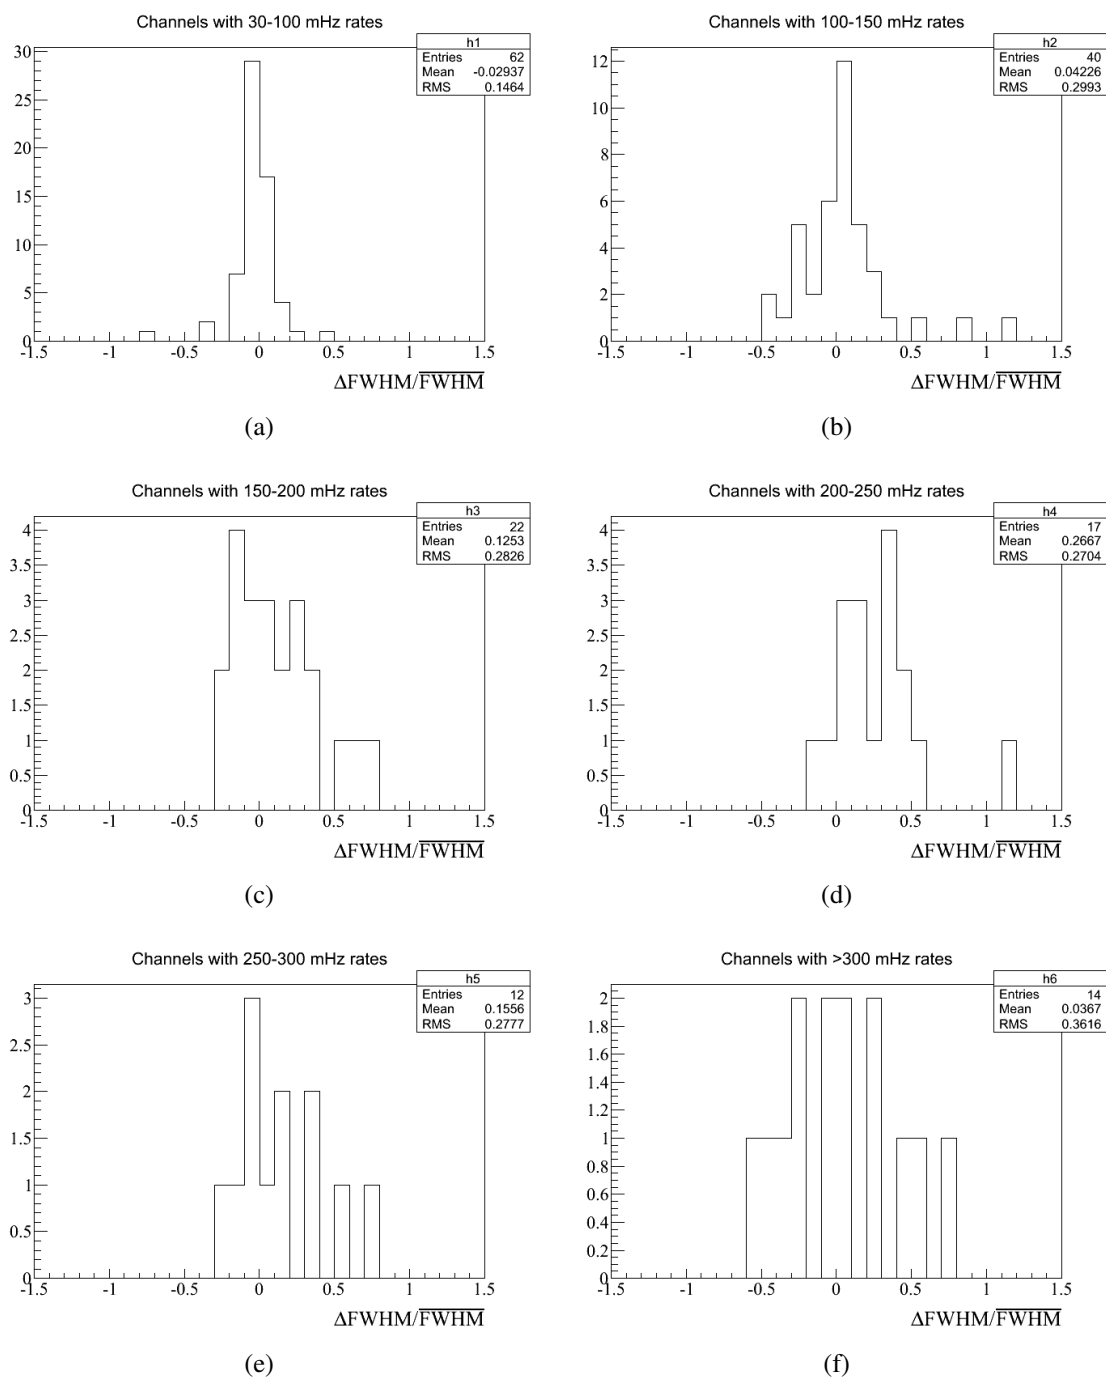 Channels with 30-100 mHz rates
h1
Entries 62
Mean -0.02937
RMS 0.1464
30
25
20
15
10
5
0
-1.5 -1 -0.5 0 0.5 1 1.5
ΔFWHM/F̅W̅H̅M̅
(a)
Channels with 100-150 mHz rates
h2
Entries 40
Mean 0.04226
RMS 0.2993
12
10
8
6
4
2
0
-1.5 -1 -0.5 0 0.5 1 1.5
ΔFWHM/F̅W̅H̅M̅
(b)
Channels with 150-200 mHz rates
h3
Entries 22
Mean 0.1253
RMS 0.2826
4
3.5
3
2.5
2
1.5
1
0.5
0
-1.5 -1 -0.5 0 0.5 1 1.5
ΔFWHM/F̅W̅H̅M̅
(c)
Channels with 200-250 mHz rates
h4
Entries 17
Mean 0.2667
RMS 0.2704
4
3.5
3
2.5
2
1.5
1
0.5
0
-1.5 -1 -0.5 0 0.5 1 1.5
ΔFWHM/F̅W̅H̅M̅
(d)
Channels with 250-300 mHz rates
h5
Entries 12
Mean 0.1556
RMS 0.2777
3
2.5
2
1.5
1
0.5
0
-1.5 -1 -0.5 0 0.5 1 1.5
ΔFWHM/F̅W̅H̅M̅
(e)
Channels with >300 mHz rates
h6
Entries 14
Mean 0.0367
RMS 0.3616
2
1.8
1.6
1.4
1.2
1
0.8
0.6
0.4
0.2
0
-1.5 -1 -0.5 0 0.5 1 1.5
ΔFWHM/F̅W̅H̅M̅
(f)